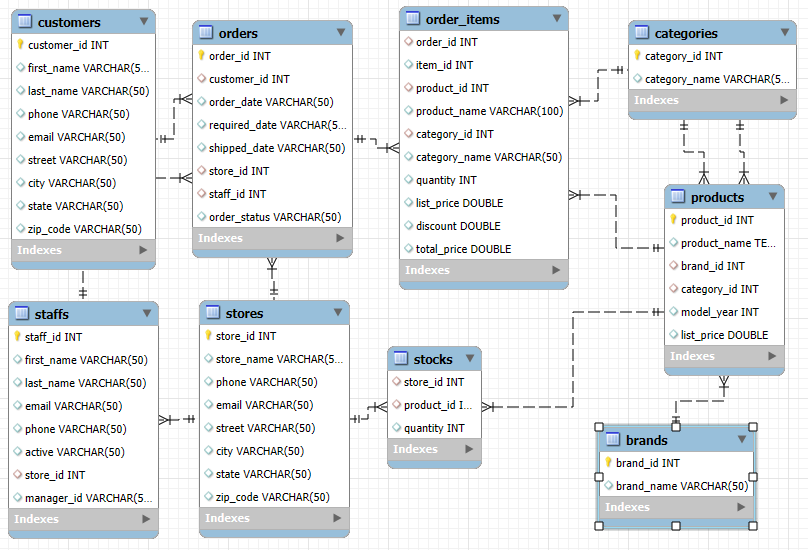 customers
customer_id INT
first_name VARCHAR(5...
last_name VARCHAR(50)
phone VARCHAR(50)
email VARCHAR(50)
street VARCHAR(50)
city VARCHAR(50)
state VARCHAR(50)
zip_code VARCHAR(50)
Indexes
orders
order_id INT
customer_id INT
order_date VARCHAR(50)
required_date VARCHAR(5...
shipped_date VARCHAR(50)
store_id INT
staff_id INT
order_status VARCHAR(50)
Indexes
order_items
order_id INT
item_id INT
product_id INT
product_name VARCHAR(100)
category_id INT
category_name VARCHAR(50)
quantity INT
list_price DOUBLE
discount DOUBLE
total_price DOUBLE
Indexes
categories
category_id INT
category_name VARCHAR(5...
Indexes
products
product_id INT
product_name TE...
brand_id INT
category_id INT
model_year INT
list_price DOUBLE
Indexes
staffs
staff_id INT
first_name VARCHAR(50)
last_name VARCHAR(50)
email VARCHAR(50)
phone VARCHAR(50)
active VARCHAR(50)
store_id INT
manager_id VARCHAR(5...
Indexes
stores
store_id INT
store_name VARCHAR(5...
phone VARCHAR(50)
email VARCHAR(50)
street VARCHAR(50)
city VARCHAR(50)
state VARCHAR(50)
zip_code VARCHAR(50)
Indexes
stocks
store_id INT
product_id I...
quantity INT
Indexes
brands
brand_id INT
brand_name VARCHAR(50)
Indexes